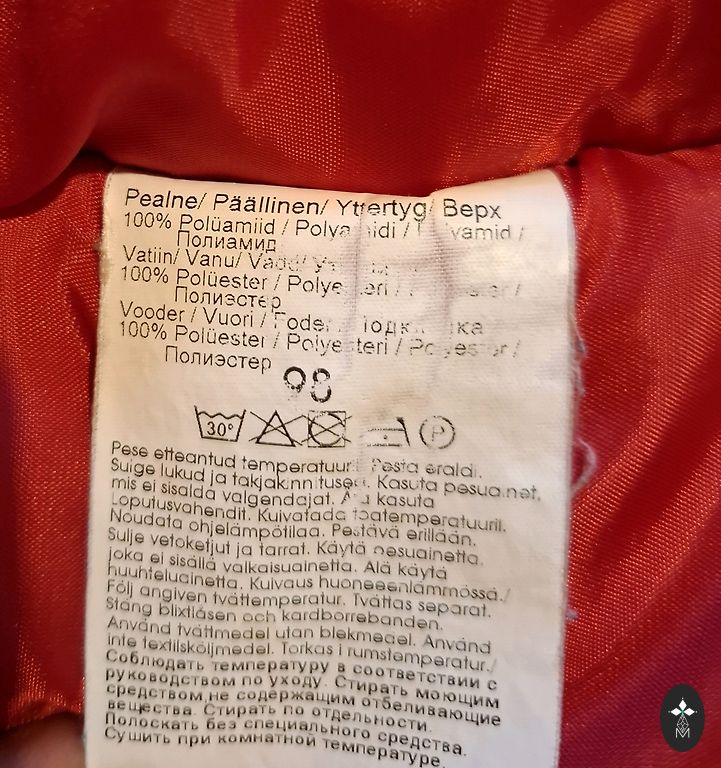 Pealne/ Päällinen/ Yttertyg/ Верх
100% Polüamiid / Polyamidi / Polyamid /
Полиамид
Vatiin/ Vanu/ Vadd/
100% Polüester / Polyesteri / Polyester /
Полиэстер
Vooder / Vuori / Foder / Подкладка
100% Polüester / Polyesteri / Polyester /
Полиэстер
98
30°
P
Pese etteantud temperatuuril. Pesta eraldi.
Sulge lukud ja takjakinnitused. Kasuta pesuainet,
mis ei sisalda valgendajat. Ära kasuta
Loputusvahendit. Kuivatada toatemperatuuril.
Noudata ohjelämpötilaa. Pestävä erillään.
Sulje vetoketjut ja tarrat. Käytä pesuainetta,
joka ei sisällä valkaisuainetta. Alä käytä
huuhteluainetta. Kuivaus huoneenlämmössä./
Följ angiven tvättemperatur. Tvättas separat.
Stäng blixtlåsen och kardborrebanden.
Använd tvättmedel utan blekmedel. Använd
inte textilsköljmedel. Torkas i rumstemperatur./
Соблюдать температуру в соответствии с
руководством по уходу. Стирать моющим
средством, не содержащим отбеливающие
вещества. Стирать по отдельности.
Полоскать без специального средства.
Сушить при комнатной температуре.
M